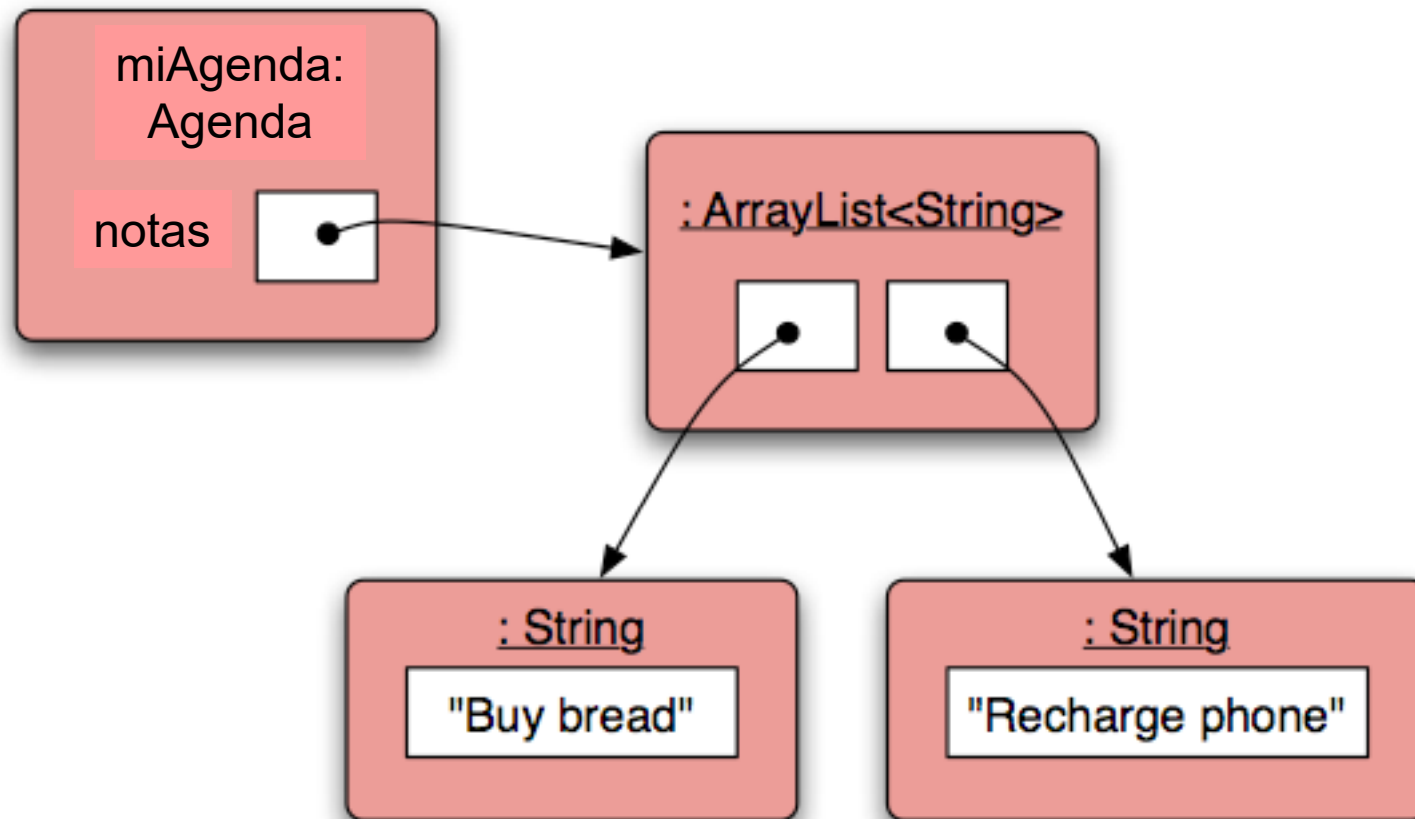 miAgenda:
Agenda
notas
: ArrayList<String>
: String
"Buy bread"
: String
"Recharge phone"